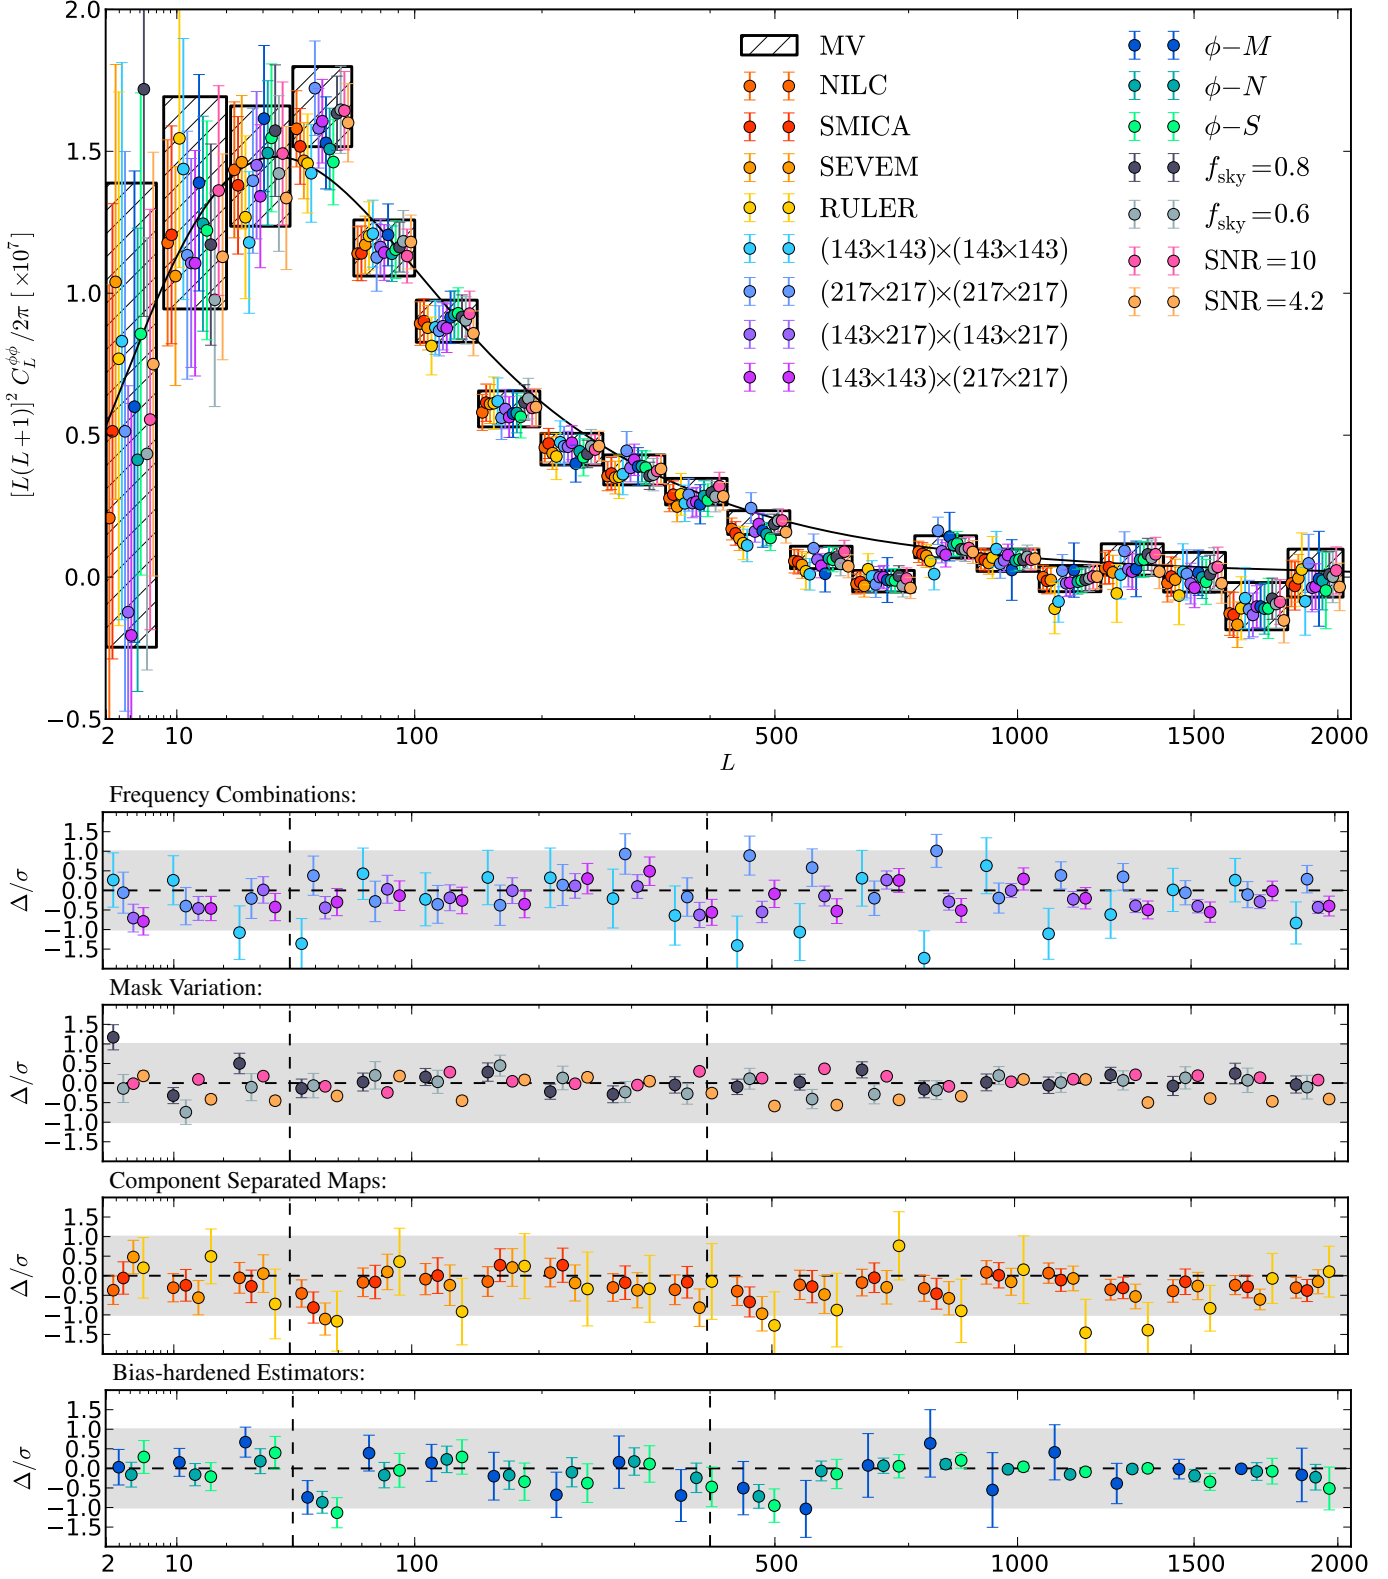 2.0
1.5
1.0
0.5
0.0
−0.5
[L(L+1)]² C_L^{ϕϕ}/2π [×10⁷]
MV
NILC
SMICA
SEVEM
RULER
(143×143)×(143×143)
(217×217)×(217×217)
(143×217)×(143×217)
(143×143)×(217×217)
ϕ−M
ϕ−N
ϕ−S
f_sky=0.8
f_sky=0.6
SNR=10
SNR=4.2
2 10 100 500 1000 1500 2000
L
Frequency Combinations:
1.5
1.0
0.5
0.0
−0.5
−1.0
−1.5
Δ/σ
Mask Variation:
1.5
1.0
0.5
0.0
−0.5
−1.0
−1.5
Δ/σ
Component Separated Maps:
1.5
1.0
0.5
0.0
−0.5
−1.0
−1.5
Δ/σ
Bias-hardened Estimators:
1.5
1.0
0.5
0.0
−0.5
−1.0
−1.5
Δ/σ
2 10 100 500 1000 1500 2000